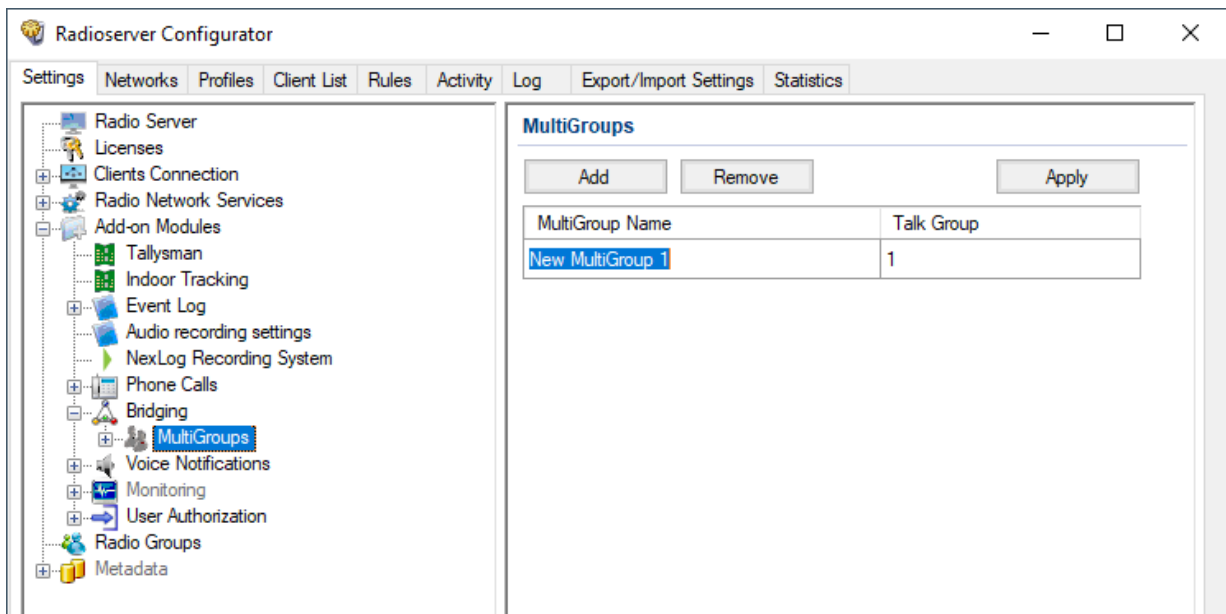 Radioserver Configurator
Settings Networks Profiles Client List Rules Activity Log Export/Import Settings Statistics
Radio Server
Licenses
Clients Connection
Radio Network Services
Add-on Modules
Tallysman
Indoor Tracking
Event Log
Audio recording settings
NexLog Recording System
Phone Calls
Bridging
MultiGroups
Voice Notifications
Monitoring
User Authorization
Radio Groups
Metadata
MultiGroups
Add Remove Apply
MultiGroup Name Talk Group
New MultiGroup 1 1